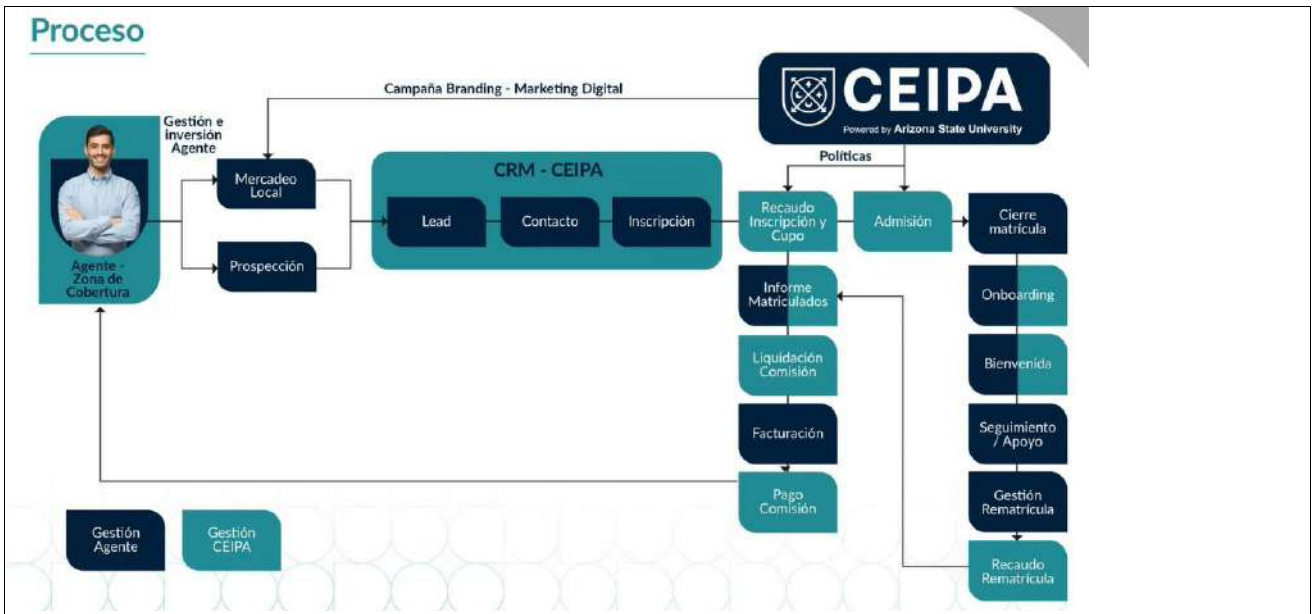 Proceso
Campaña Branding - Marketing Digital
CEIPA
Powered by Arizona State University
Gestión e
inversión
Agente
Políticas
Agente -
Zona de
Cobertura
Mercadeo
Local
Prospección
CRM - CEIPA
Lead
Contacto
Inscripción
Recaudo
Inscripción y
Cupo
Admisión
Cierre
matrícula
Informe
Matriculados
Onboarding
Liquidación
Comisión
Bienvenida
Facturación
Seguimiento
/ Apoyo
Pago
Comisión
Gestión
Rematrícula
Recaudo
Rematrícula
Gestión
Agente
Gestión
CEIPA